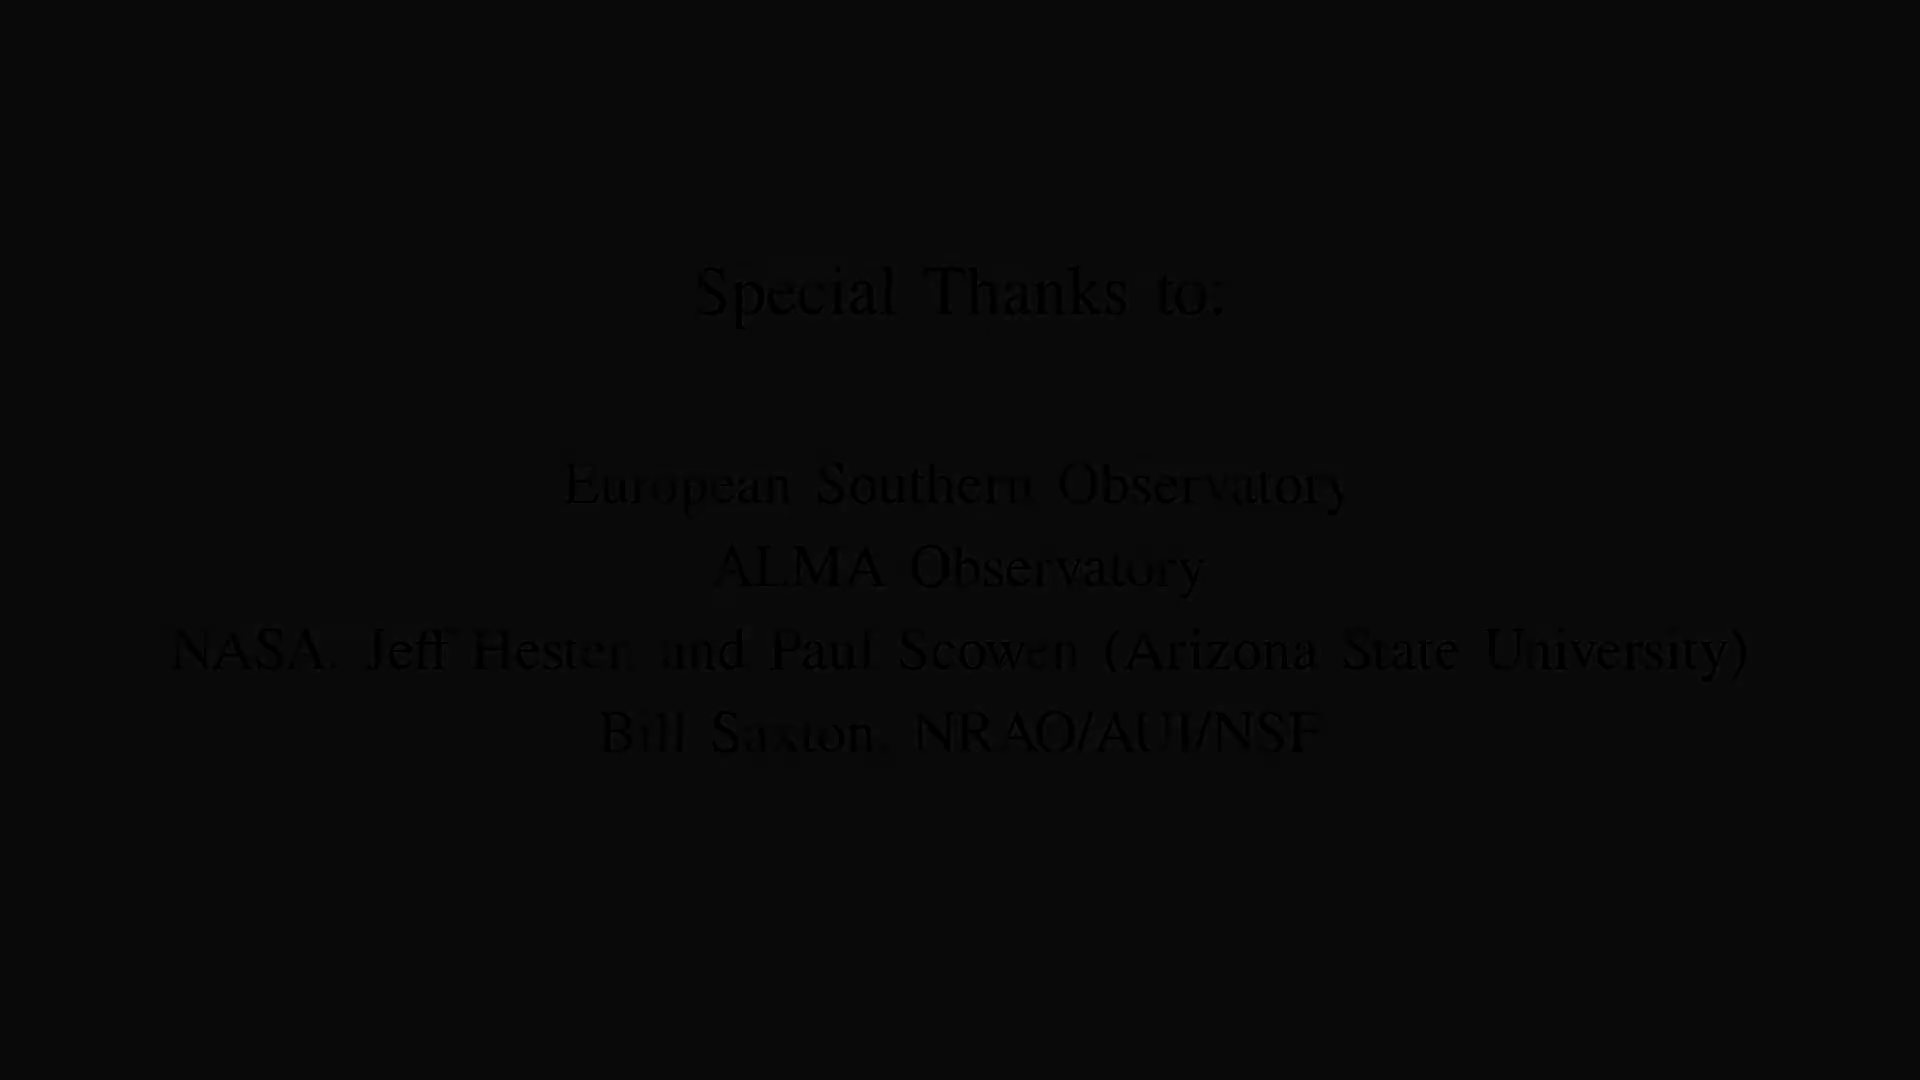 Special Thanks to:
European Southern Observatory
ALMA Observatory
NASA, Jeff Hester and Paul Scowen (Arizona State University)
Bill Saxton, NRAO/AUI/NSF